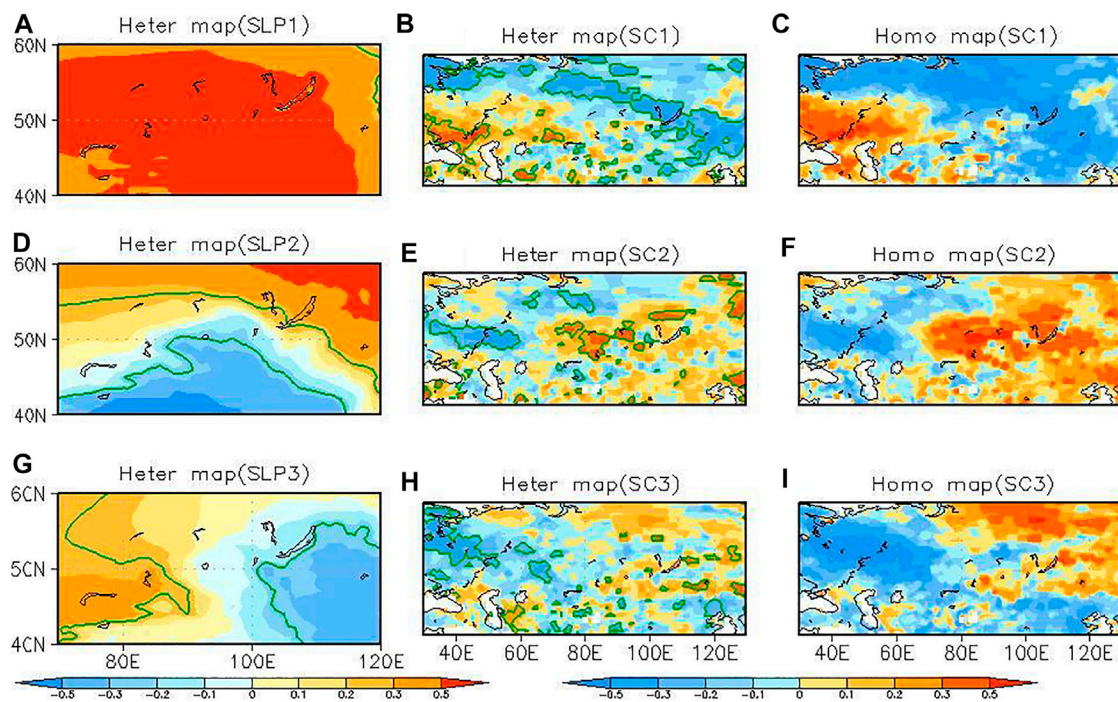 A Heter map(SLP1) B Heter map(SC1) C Homo map(SC1)
60N
50N
40N
D Heter map(SLP2) E Heter map(SC2) F Homo map(SC2)
60N
50N
40N
G Heter map(SLP3) H Heter map(SC3) I Homo map(SC3)
6CN
5CN
4CN
80E 100E 120E 40E 60E 80E 100E 120E 40E 60E 80E 100E 120E
-0.5 -0.3 -0.2 -0.1 0 0.1 0.2 0.3 0.5 -0.5 -0.3 -0.2 -0.1 0 0.1 0.2 0.3 0.5